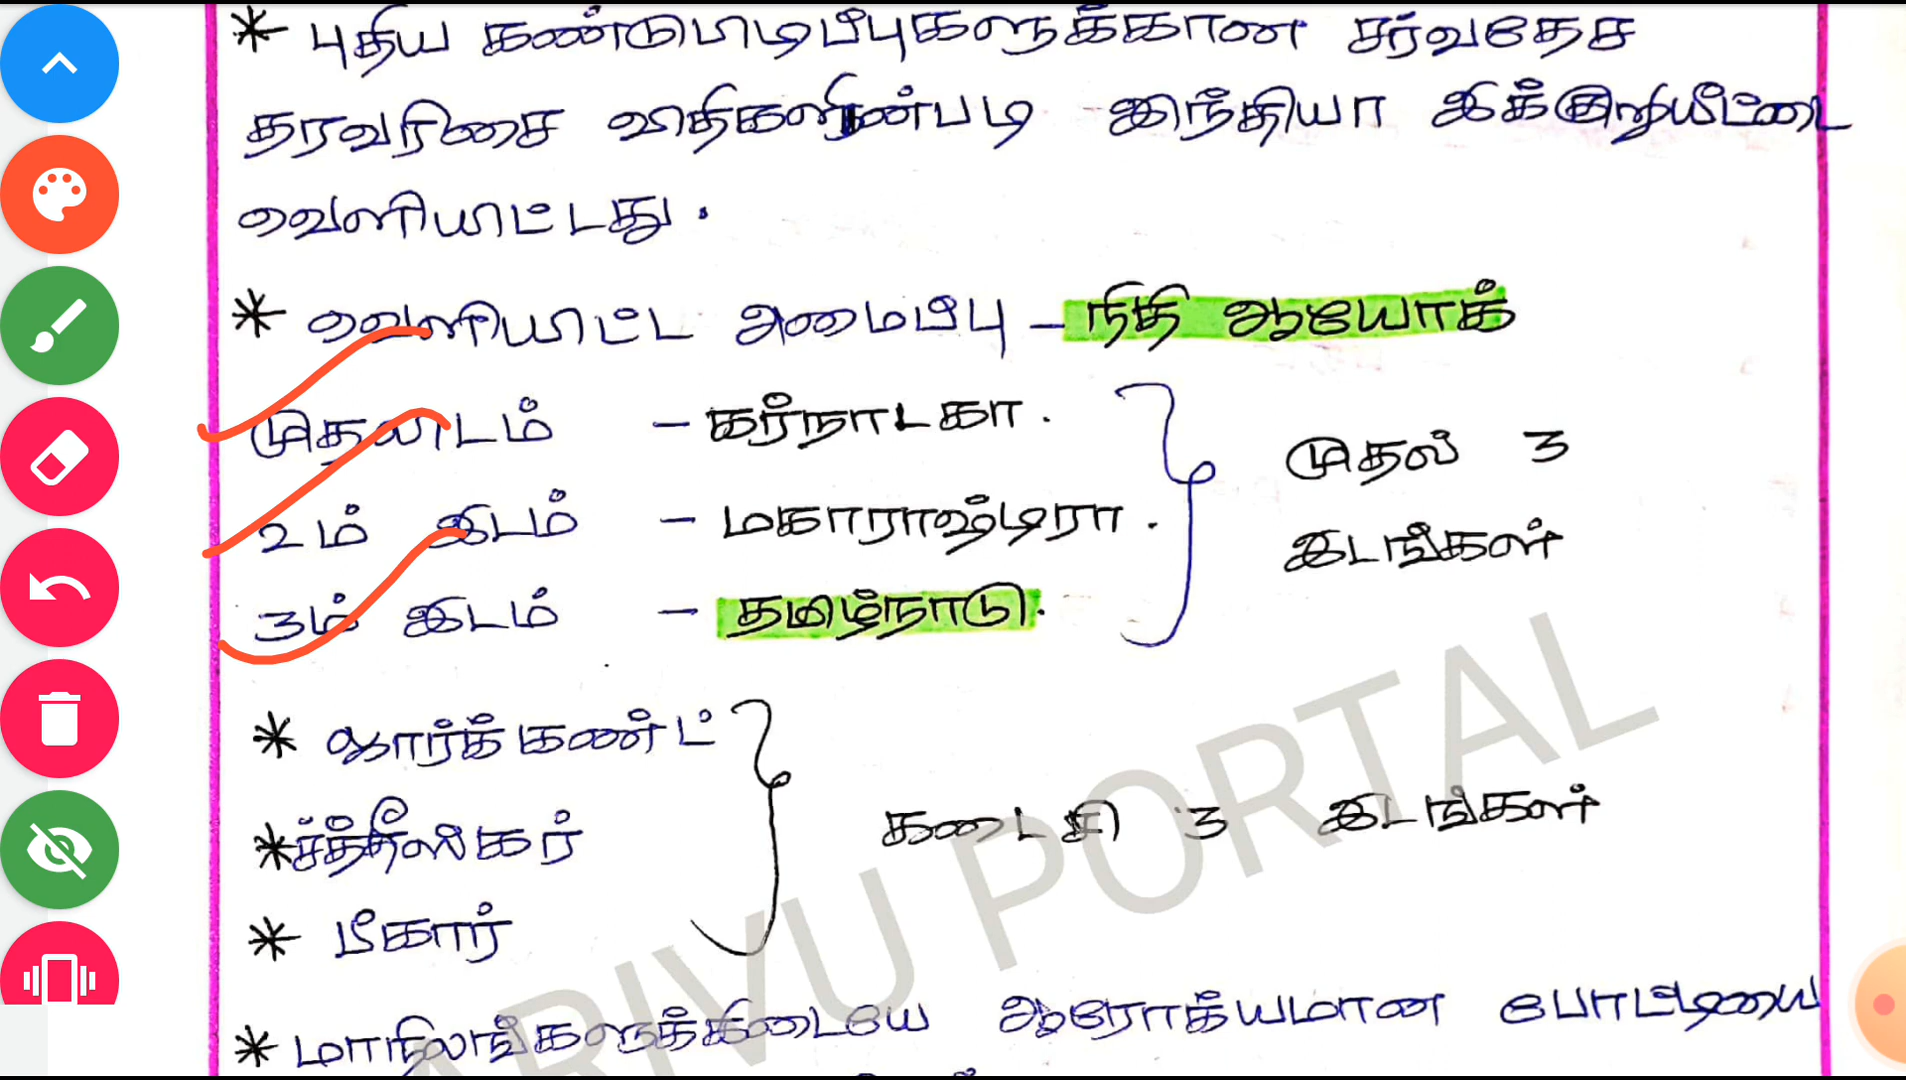 * புதிய கண்டுபிடிப்புகளுக்கான சர்வதேச
தரவரிசை விதிகளின்படி இந்தியா இக்குறியீட்டை
வெளியிட்டது.
* வெளியிட்ட அமைப்பு – நிதி ஆயோக்
முதலிடம் – கர்நாடகா.
2ம் இடம் – மகாராஷ்டிரா.
3ம் இடம் – தமிழ்நாடு.
முதல் 3
இடங்கள்
* ஜார்க்கண்ட்
* சத்தீஸ்கர்
* பீகார்
கடைசி 3 இடங்கள்
* மாநிலங்களுக்கிடையே ஆரோக்யமான போட்டியை
ARIVU PORTAL